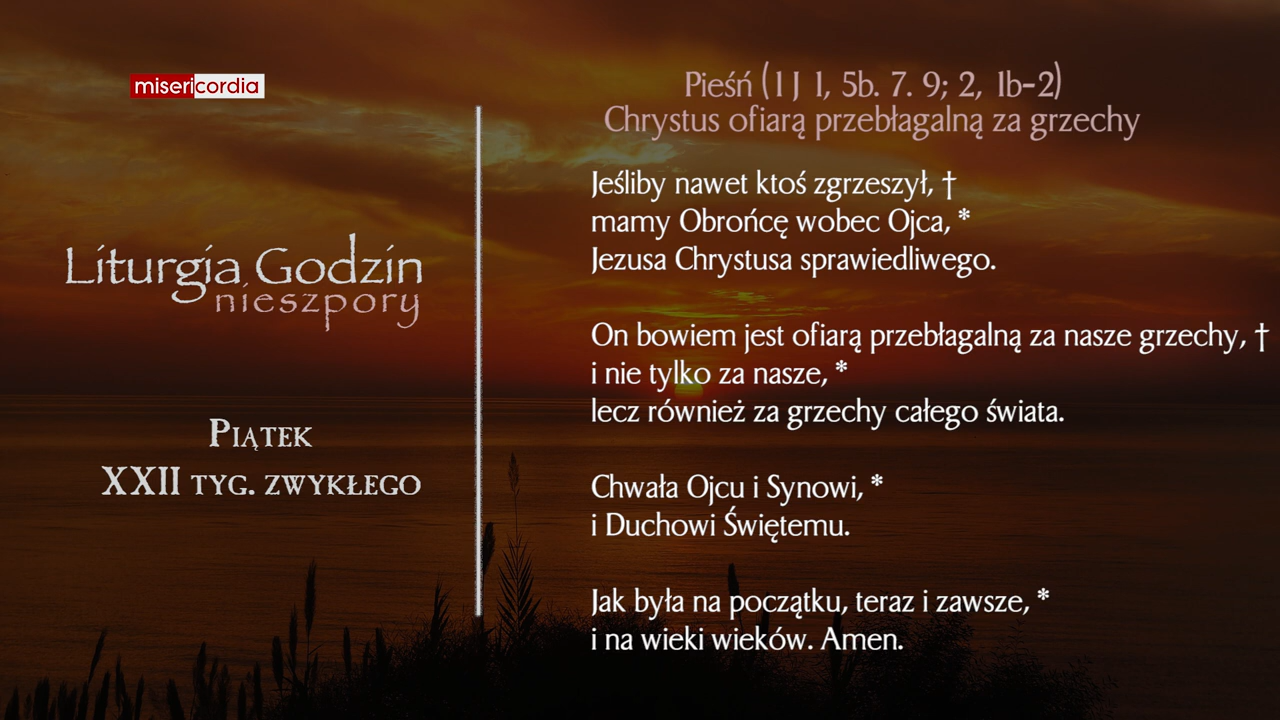 misericordia
Liturgia Godzin
nieszpory
Piątek
XXII tyg. zwykłego
Pieśń (1 J 1, 5b. 7. 9; 2, 1b-2)
Chrystus ofiarą przebłagalną za grzechy
Jeśliby nawet ktoś zgrzeszył, †
mamy Obrońcę wobec Ojca, *
Jezusa Chrystusa sprawiedliwego.
On bowiem jest ofiarą przebłagalną za nasze grzechy, †
i nie tylko za nasze, *
lecz również za grzechy całego świata.
Chwała Ojcu i Synowi, *
i Duchowi Świętemu.
Jak była na początku, teraz i zawsze, *
i na wieki wieków. Amen.